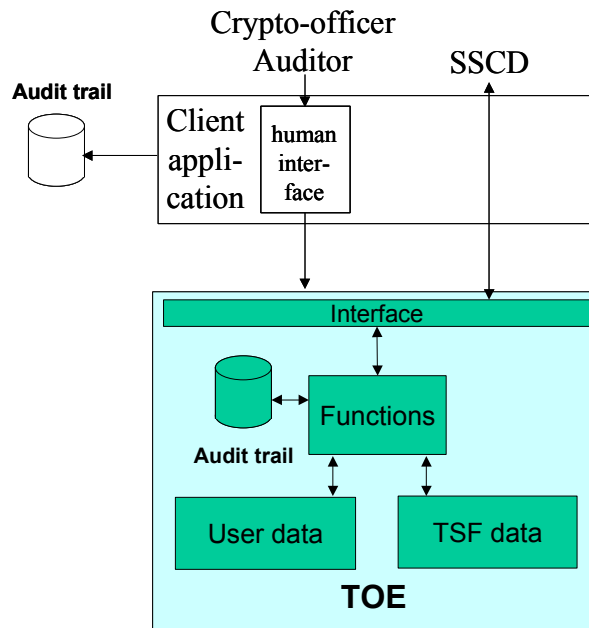 Crypto-officer
Auditor
SSCD
Audit trail
Client
appli-
cation
human
inter-
face
Interface
Functions
Audit trail
User data
TSF data
TOE